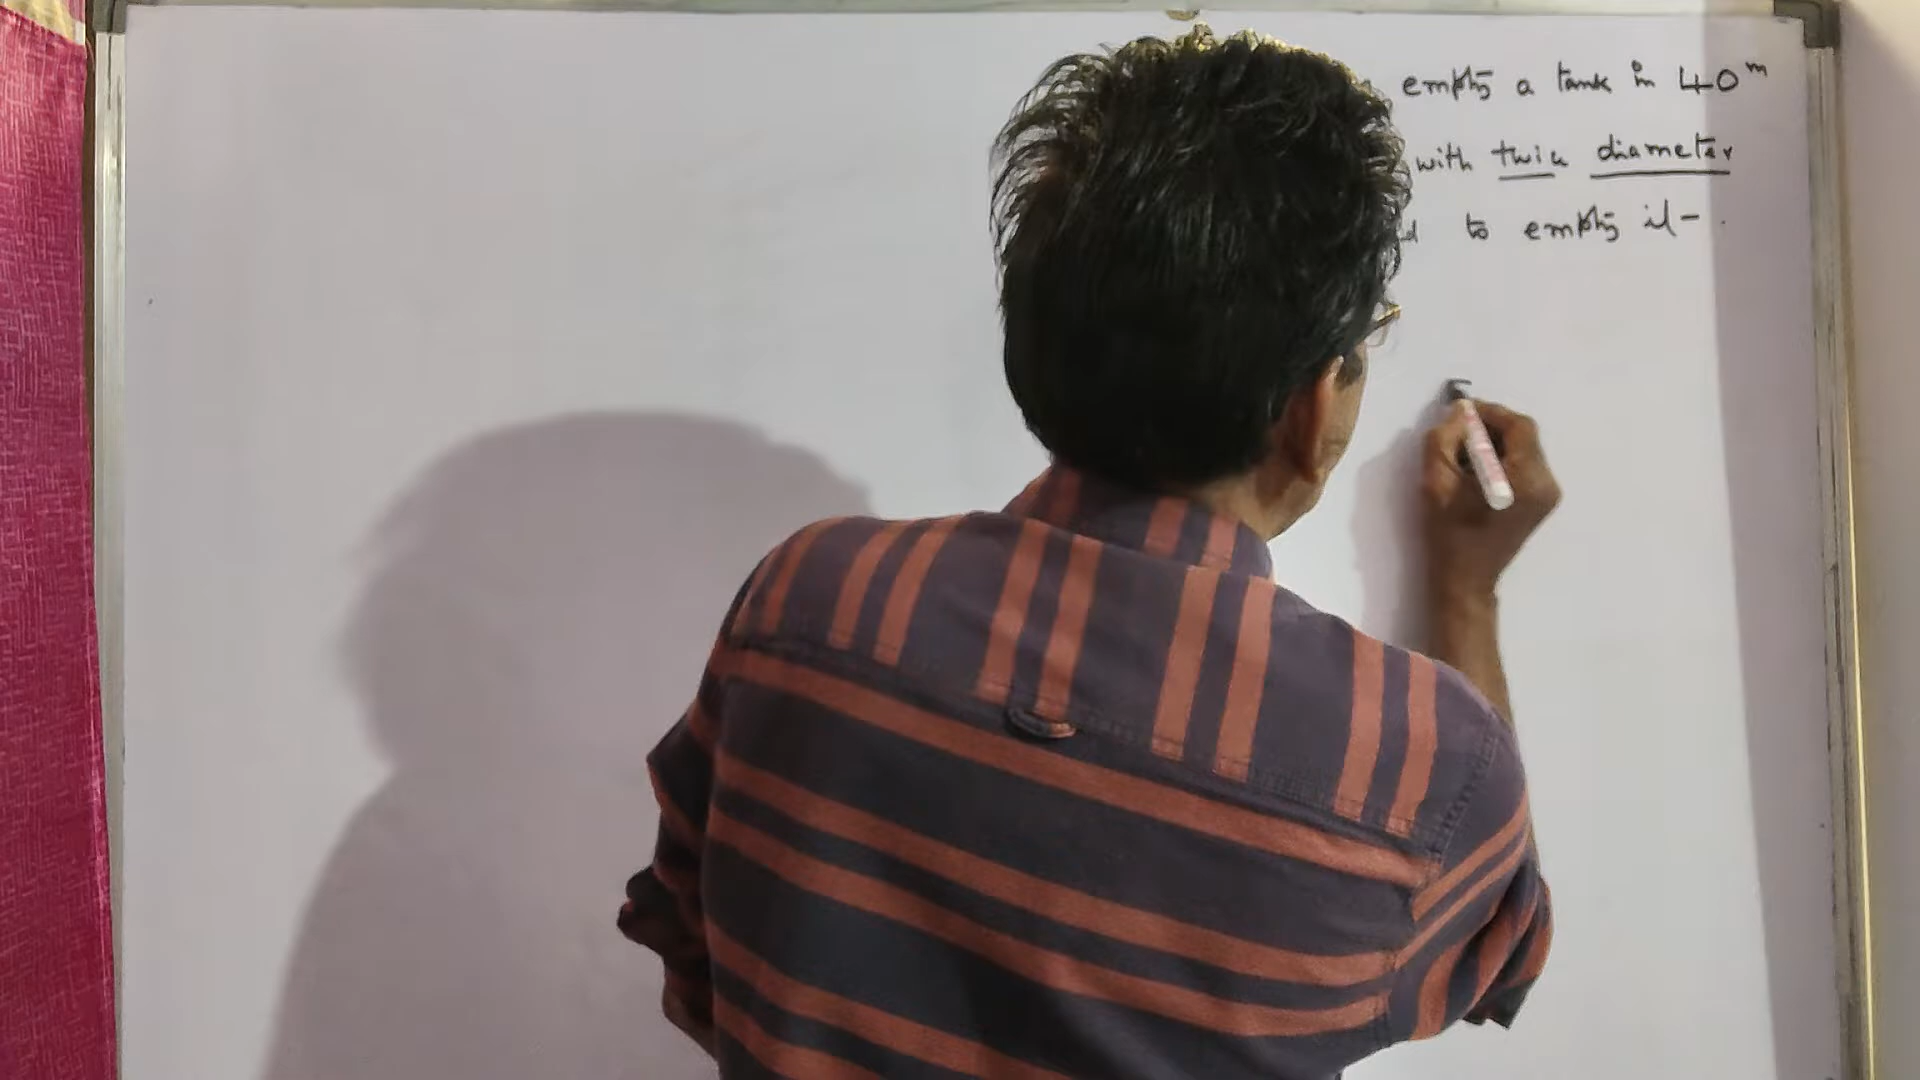 empty a tank in 40m
with twice diameter
to empty it.